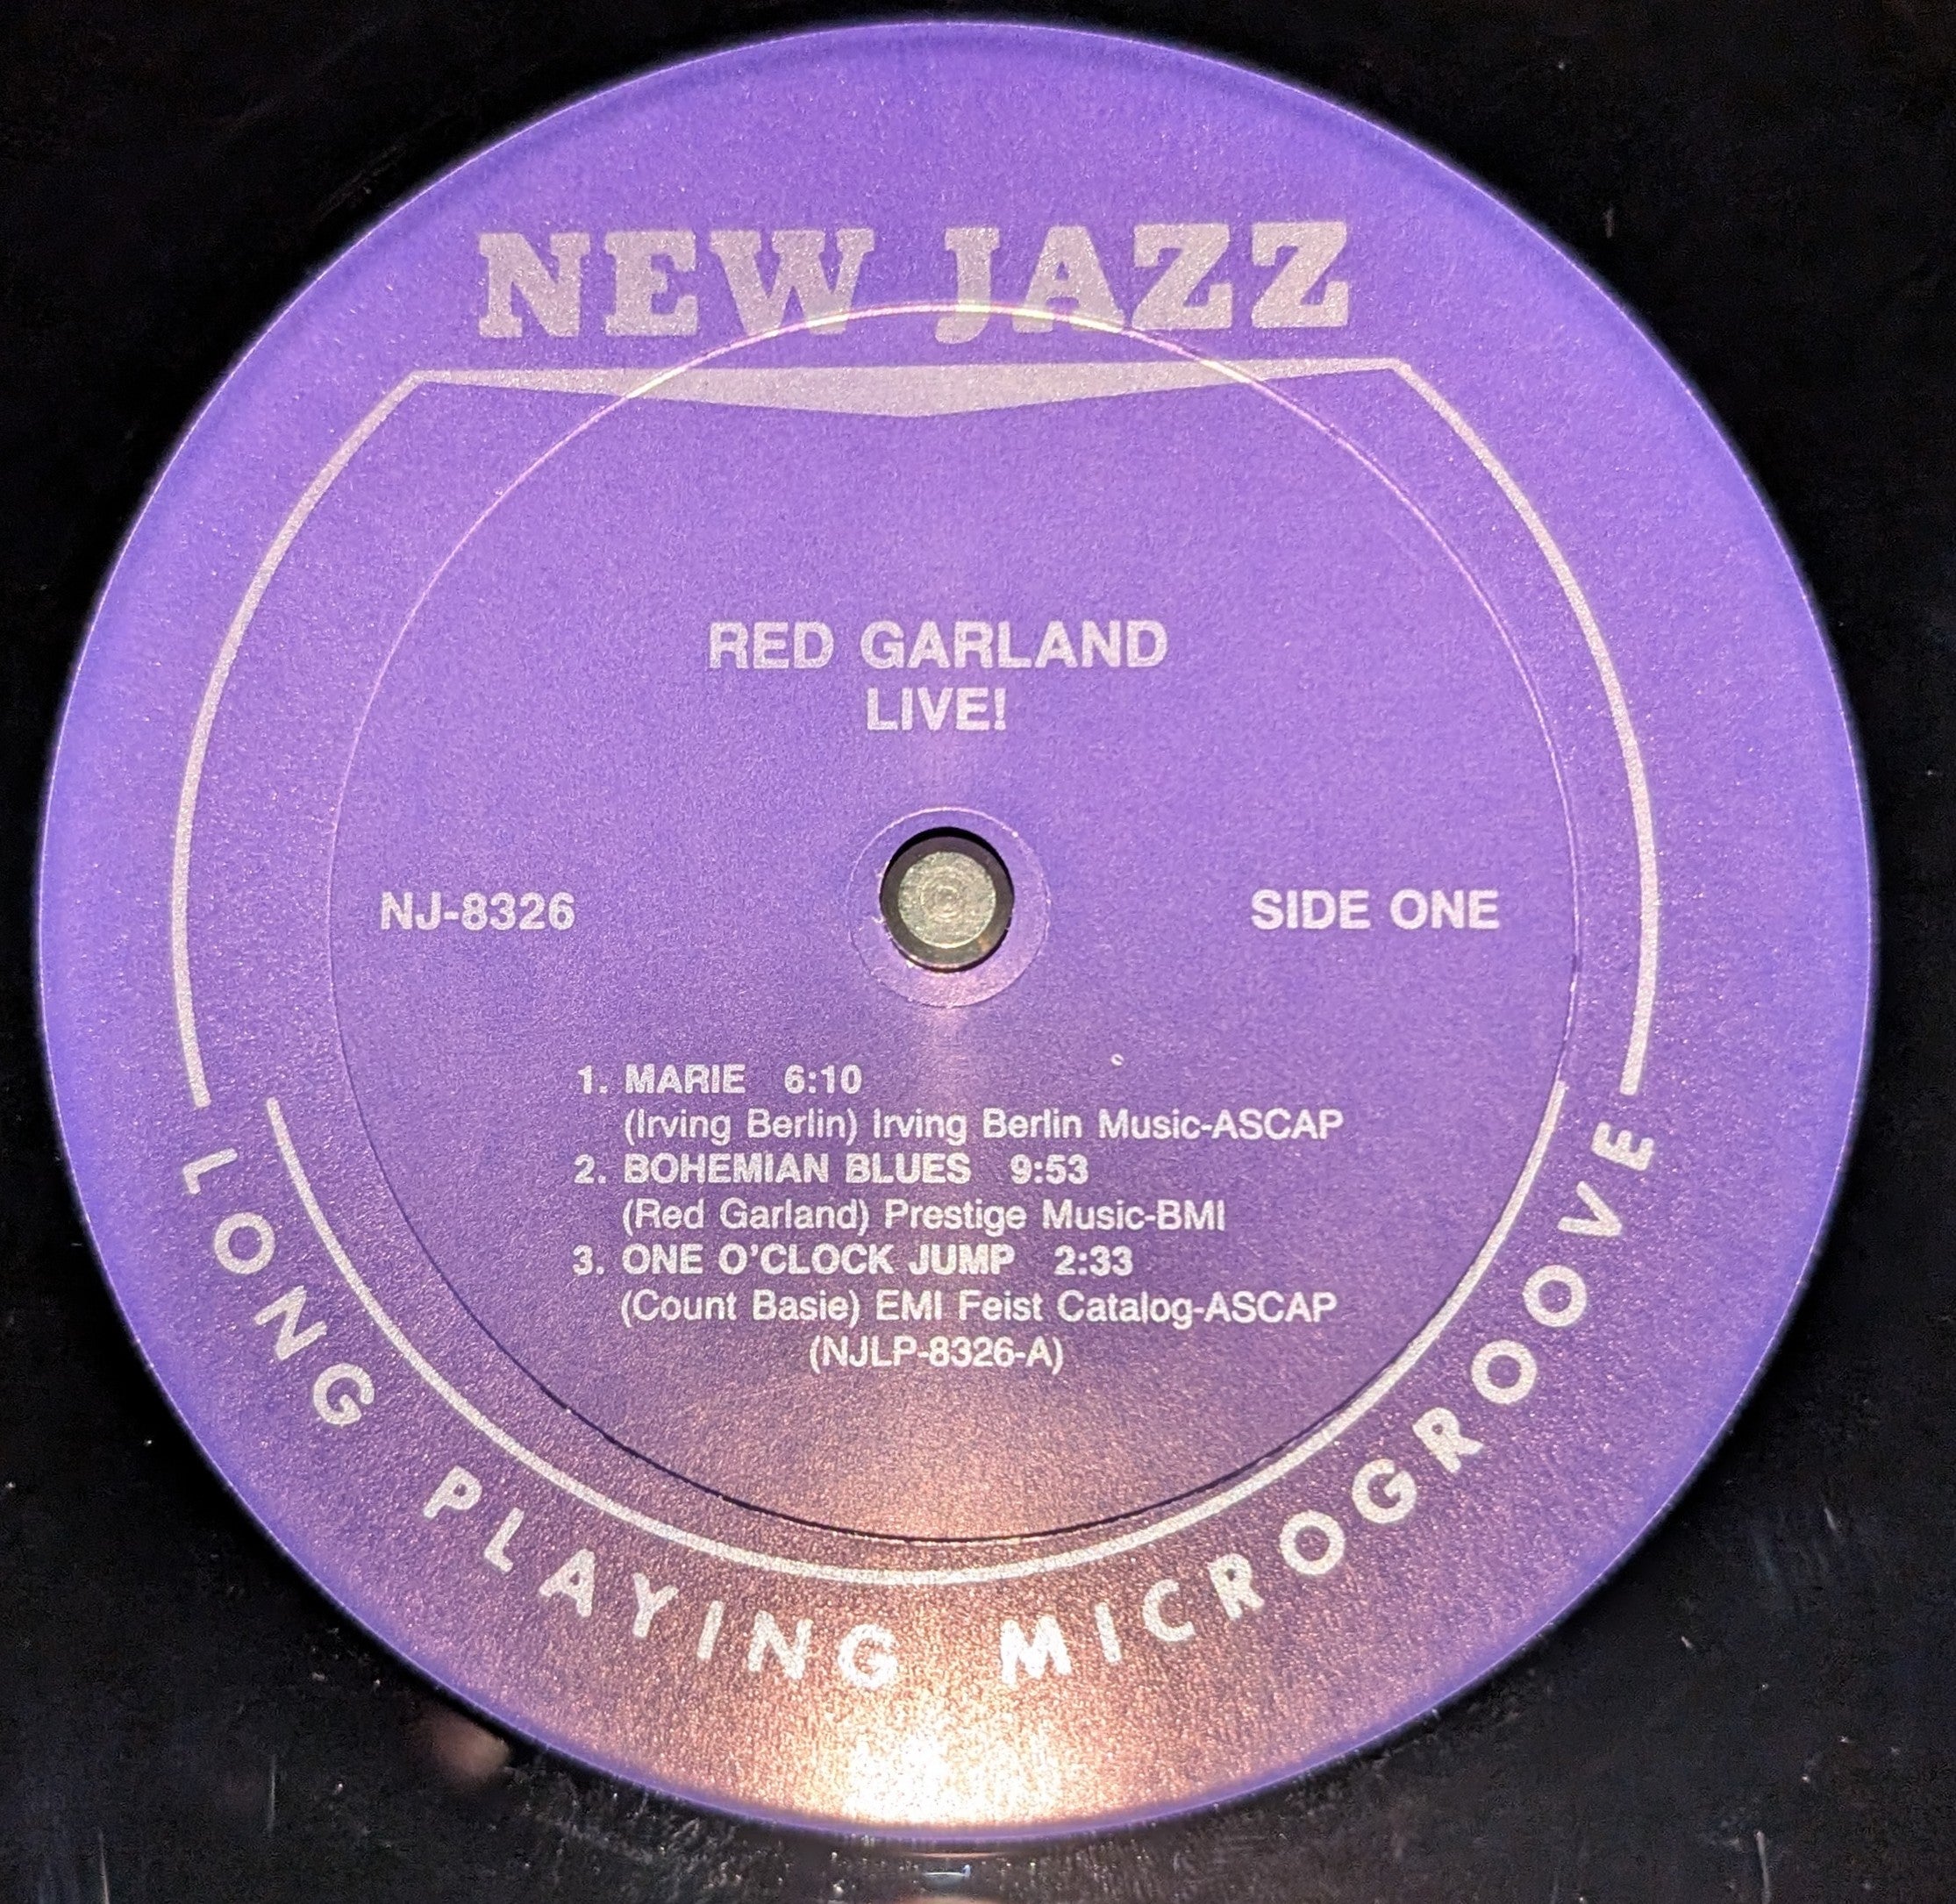 NEW JAZZ
RED GARLAND
LIVE!
NJ-8326
SIDE ONE
1. MARIE 6:10
(Irving Berlin) Irving Berlin Music-ASCAP
2. BOHEMIAN BLUES 9:53
(Red Garland) Prestige Music-BMI
3. ONE O'CLOCK JUMP 2:33
(Count Basie) EMI Feist Catalog-ASCAP
(NJLP-8326-A)
LONG PLAYING MICROGROOVE